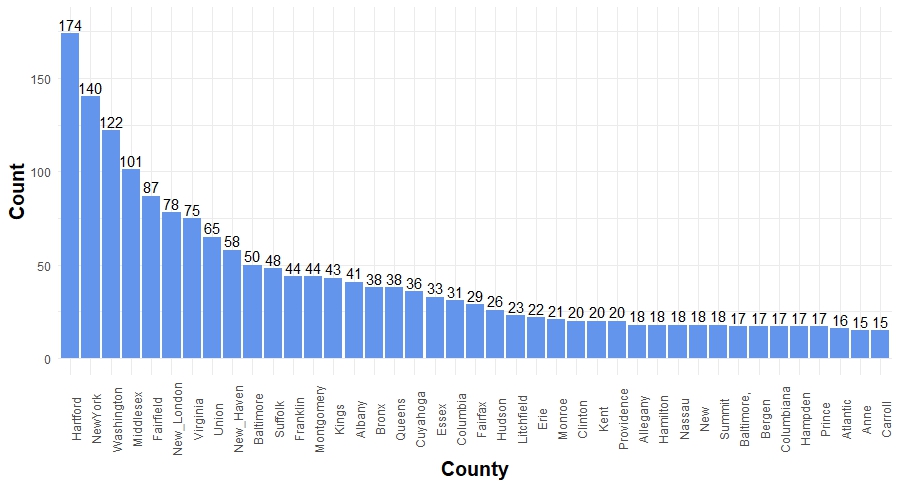 174
140
122
101
87
78
75
65
58
50
48
44
44
43
41
38
38
36
33
31
29
26
23
22
21
20
20
20
18
18
18
18
18
17
17
17
17
17
16
15
15
150
100
50
0
Count
Hartford
NewYork
Washington
Middlesex
Fairfield
New_London
Virginia
Union
New_Haven
Baltimore
Suffolk
Franklin
Montgomery
Kings
Albany
Bronx
Queens
Cuyahoga
Essex
Columbia
Fairfax
Hudson
Litchfield
Erie
Monroe
Clinton
Kent
Providence
Allegany
Hamilton
Nassau
New
Summit
Baltimore,
Bergen
Columbiana
Hampden
Prince
Atlantic
Anne
Carroll
County